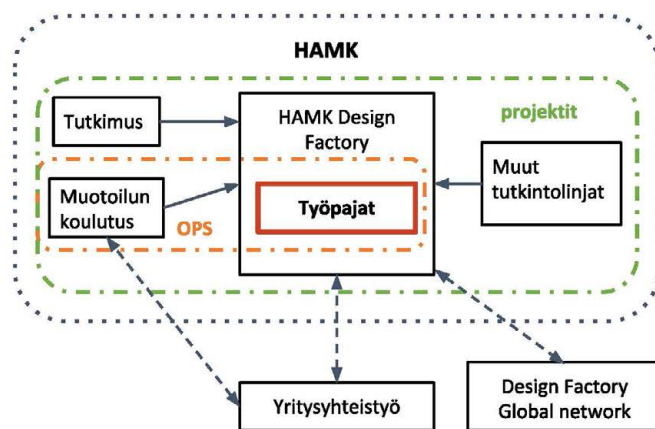 HAMK
projektit
Tutkimus
HAMK Design
Factory
Muut
tutkintolinjat
Muotoilun
koulutus
OPS
Työpajat
Yritysyhteistyö
Design Factory
Global network